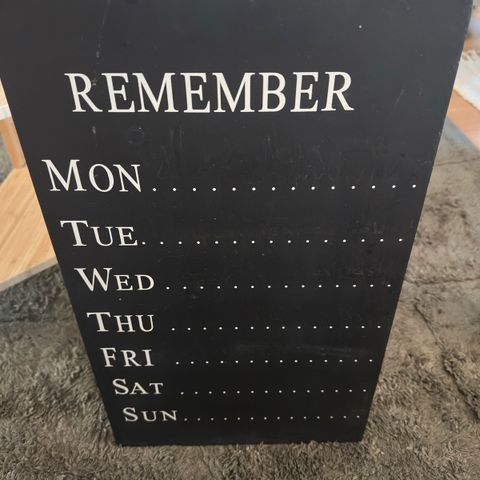 REMEMBER
MON . . . . . . . . . . . . . . . .
TUE. . . . . . . . . . . . . . . . . .
WED . . . . . . . . . . . . . . . .
THU . . . . . . . . . . . . . . . .
FRI . . . . . . . . . . . . . . . .
SAT . . . . . . . . . . . . . . . .
SUN. . . . . . . . . . . . . . . . .